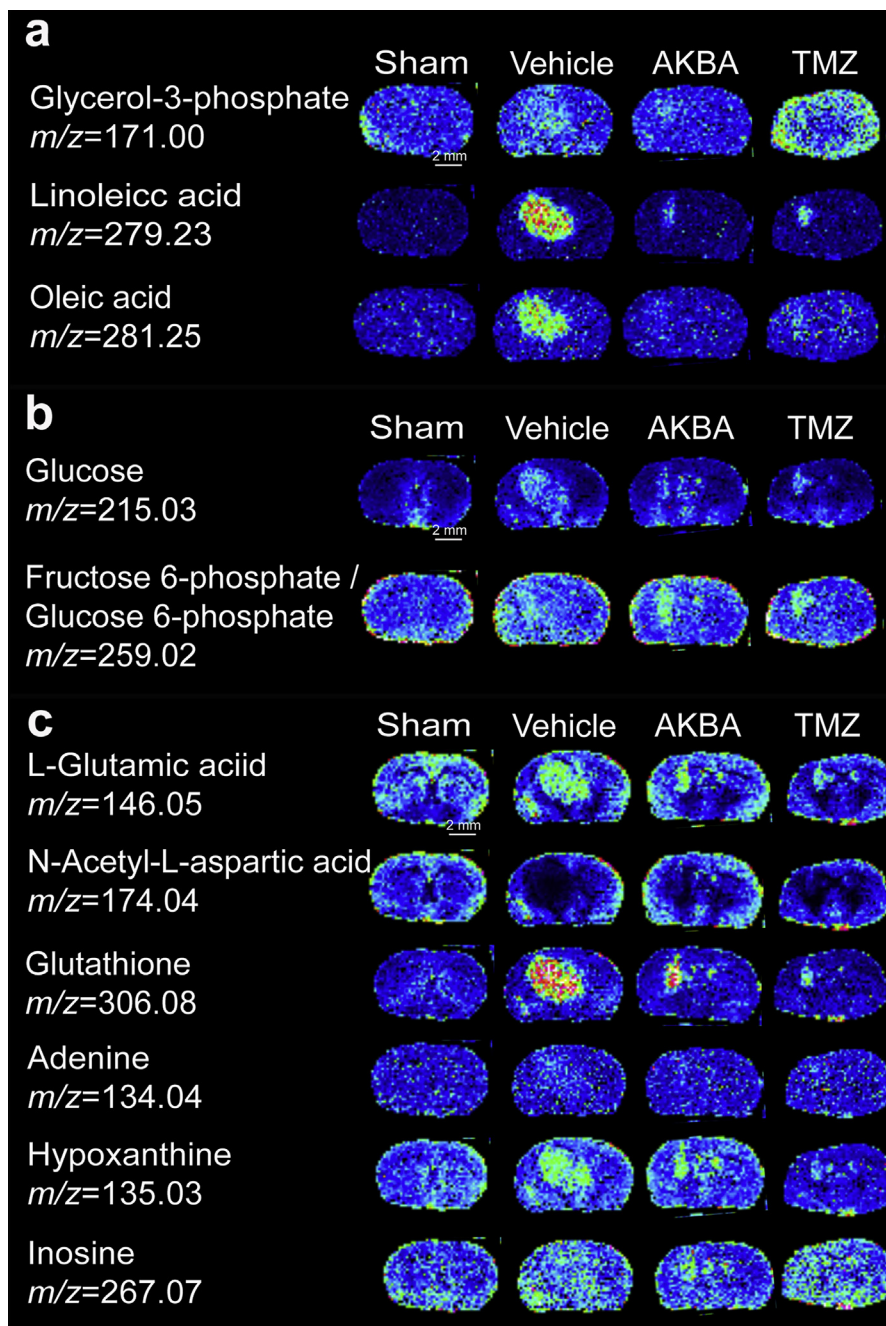 a
Sham Vehicle AKBA TMZ
Glycerol-3-phosphate
m/z=171.00
2 mm
Linoleicc acid
m/z=279.23
Oleic acid
m/z=281.25
b
Sham Vehicle AKBA TMZ
Glucose
m/z=215.03
2 mm
Fructose 6-phosphate /
Glucose 6-phosphate
m/z=259.02
c
Sham Vehicle AKBA TMZ
L-Glutamic aciid
m/z=146.05
2 mm
N-Acetyl-L-aspartic acid
m/z=174.04
Glutathione
m/z=306.08
Adenine
m/z=134.04
Hypoxanthine
m/z=135.03
Inosine
m/z=267.07